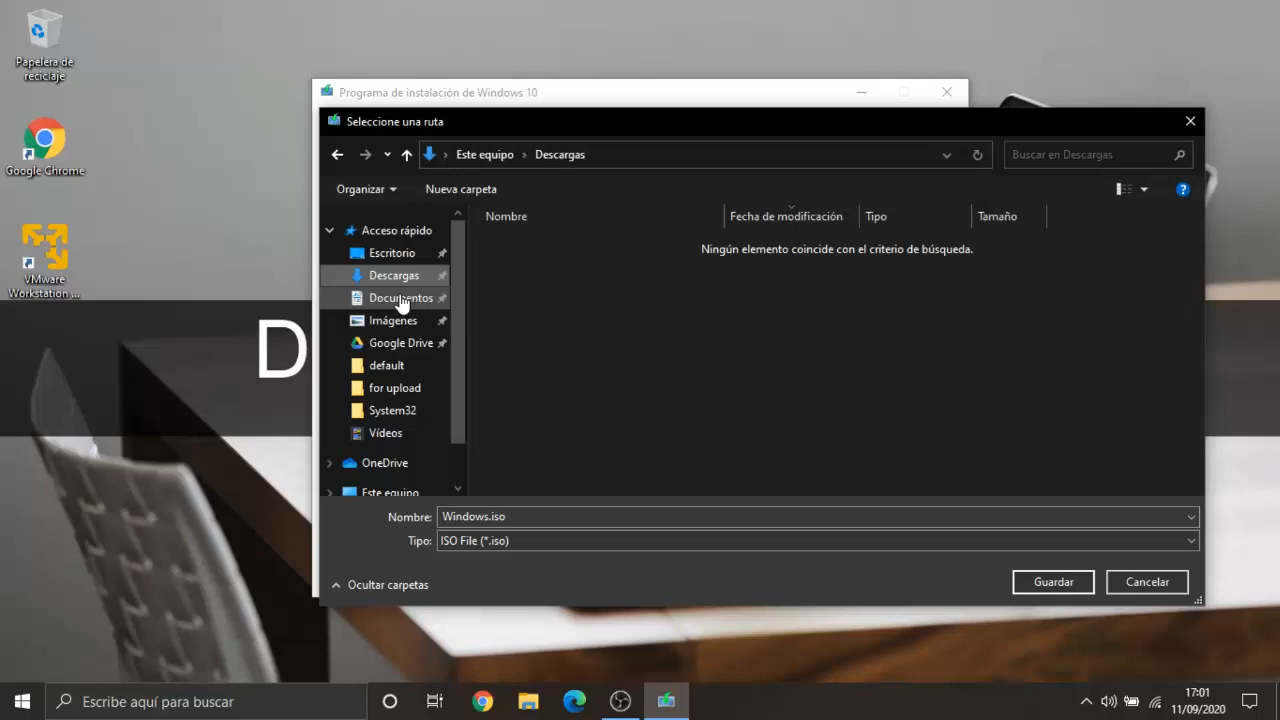 Papelera de
reciclaje
Google Chrome
VMware
Workstation ...
D
Programa de instalación de Windows 10
Seleccione una ruta
Este equipo
Descargas
Buscar en Descargas
Organizar
Nueva carpeta
Nombre
Fecha de modificación
Tipo
Tamaño
Ningún elemento coincide con el criterio de búsqueda.
Acceso rápido
Escritorio
Descargas
Documentos
Imágenes
Google Drive
default
for upload
System32
Vídeos
OneDrive
Este equipo
Nombre: Windows.iso
Tipo: ISO File (*.iso)
Ocultar carpetas
Guardar
Cancelar
Escribe aquí para buscar
17:01
11/09/2020